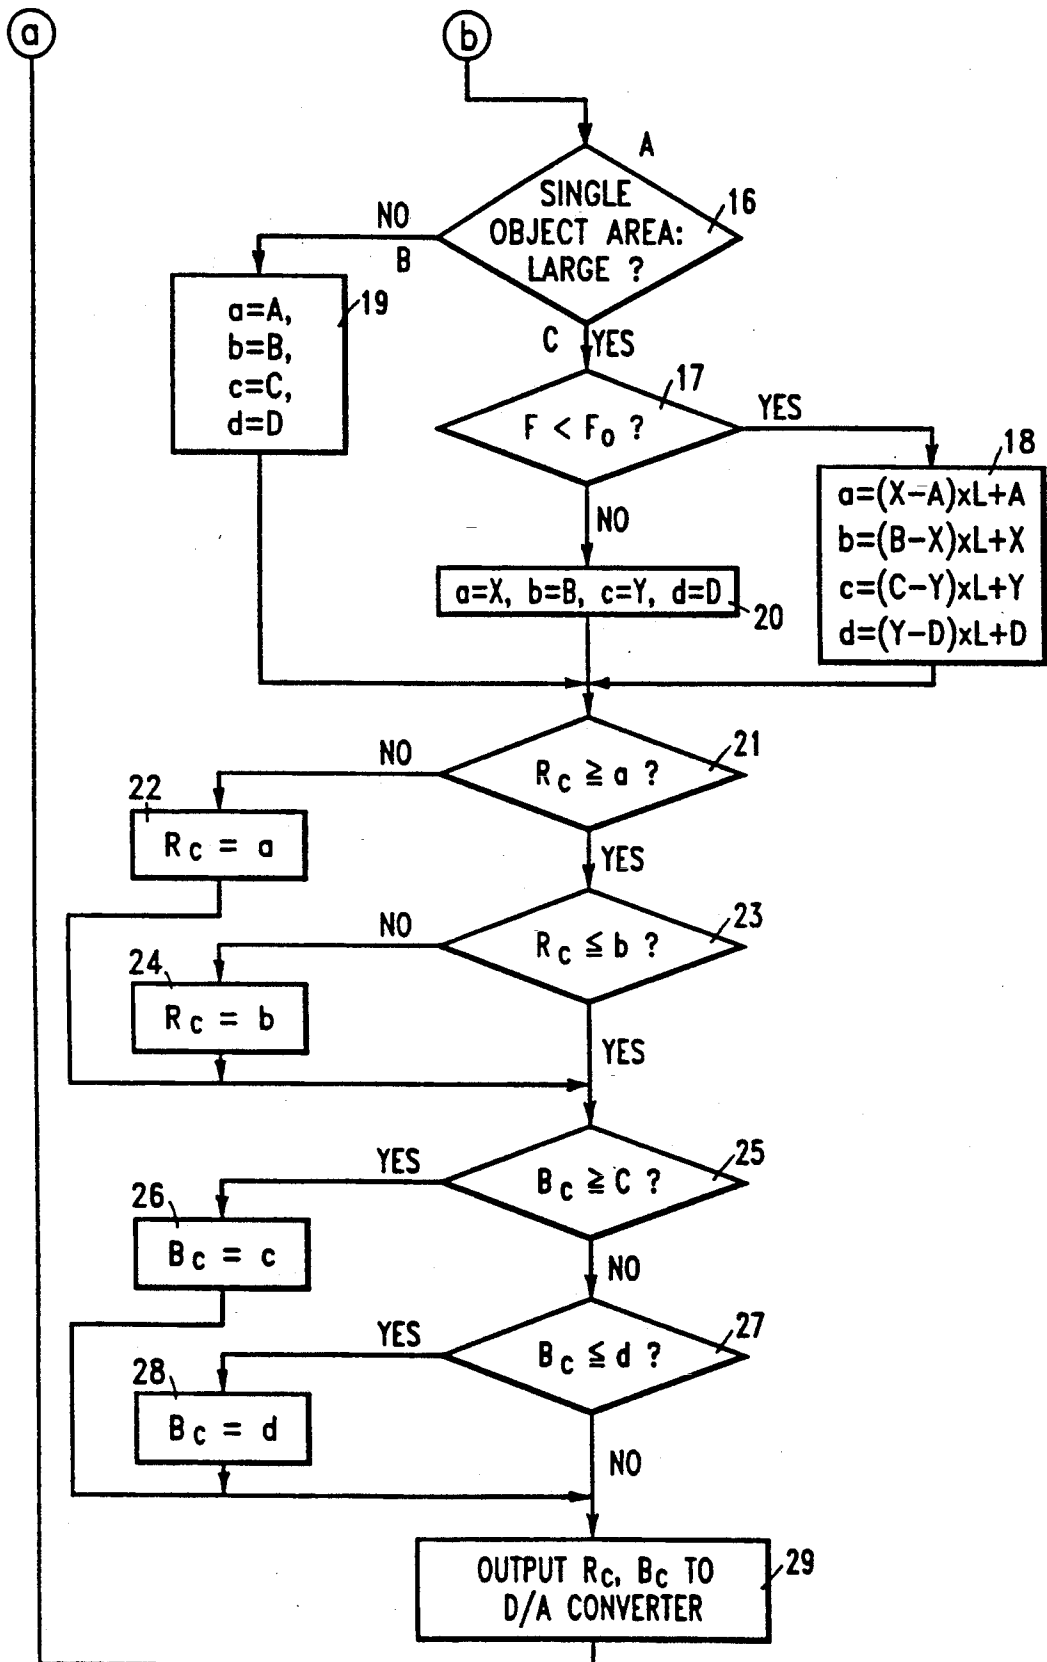 a
b
A
SINGLE
OBJECT AREA:
LARGE ?
16
NO
B
19
a=A,
b=B,
c=C,
d=D
C
YES
17
F < Fo ?
YES
18
a=(X-A)xL+A
b=(B-X)xL+X
c=(C-Y)xL+Y
d=(Y-D)xL+D
NO
a=X, b=B, c=Y, d=D
20
NO
21
Rc ≧ a ?
22
Rc = a
YES
NO
23
Rc ≦ b ?
24
Rc = b
YES
YES
25
Bc ≧ C ?
26
Bc = c
NO
YES
27
Bc ≦ d ?
28
Bc = d
NO
OUTPUT Rc, Bc TO
D/A CONVERTER
29